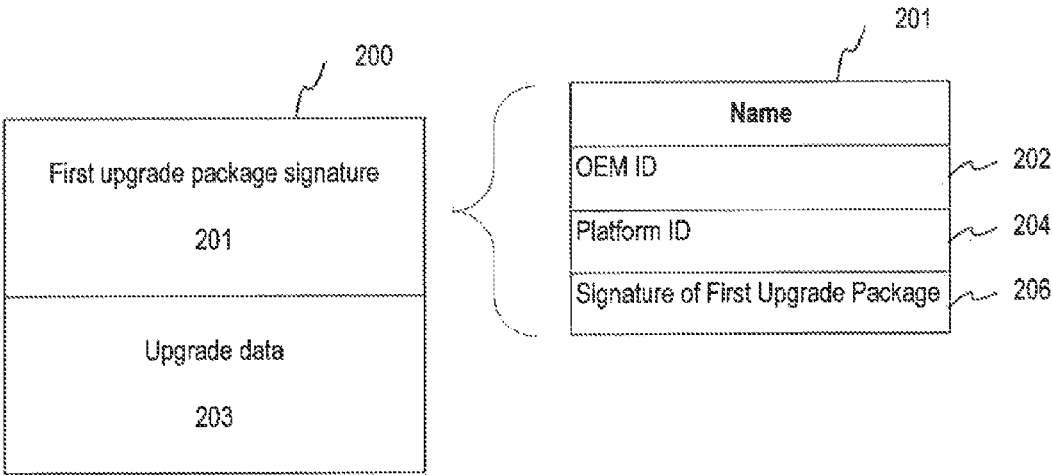 200
First upgrade package signature
201
Upgrade data
203
201
Name
OEM ID
202
Platform ID
204
Signature of First Upgrade Package
206